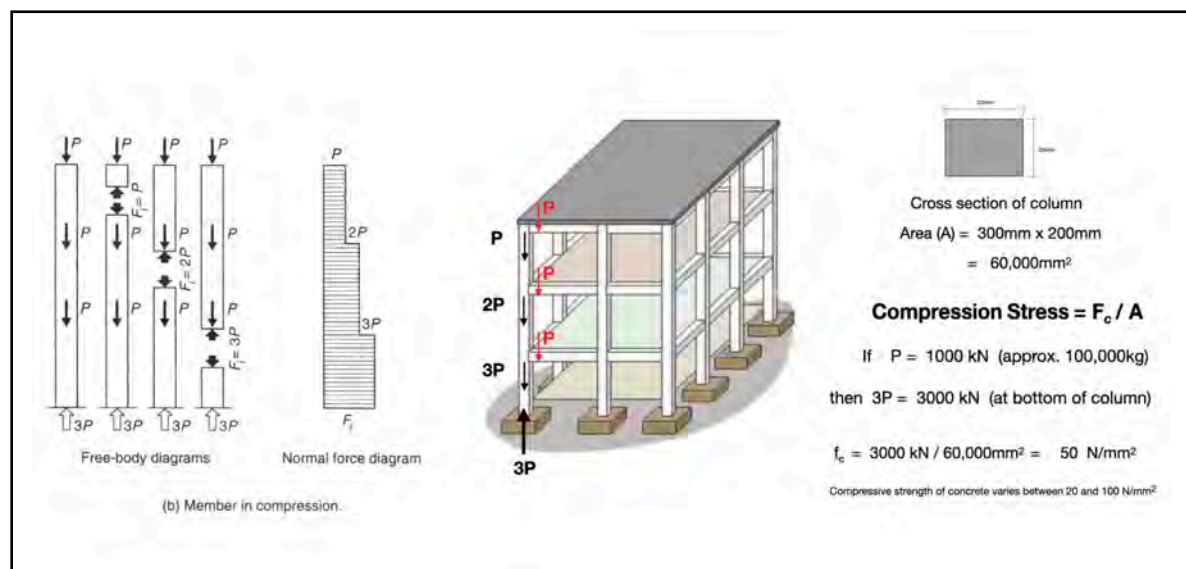 P P P P
F_i = P
P P P P
F_i = 2P
P P P P
F_i = 3P
3P 3P 3P 3P
Free-body diagrams
P
2P
3P
F_i
Normal force diagram
(b) Member in compression.
P
P
P
2P
P
3P
3P
Cross section of column
Area (A) = 300mm x 200mm
= 60,000mm²
Compression Stress = F_c / A
If P = 1000 kN (approx. 100,000kg)
then 3P = 3000 kN (at bottom of column)
f_c = 3000 kN / 60,000mm² = 50 N/mm²
Compressive strength of concrete varies between 20 and 100 N/mm²